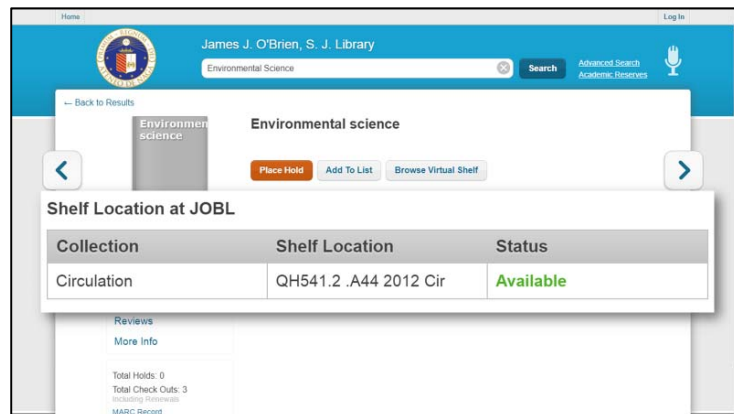 Home
Log In
James J. O'Brien, S. J. Library
Environmental Science
Search
Advanced Search
Academic Reserves
← Back to Results
Environmen
science
Environmental science
Place Hold
Add To List
Browse Virtual Shelf
Shelf Location at JOBL
Collection Shelf Location Status
Circulation QH541.2 .A44 2012 Cir Available
Reviews
More Info
Total Holds: 0
Total Check Outs: 3
Including Renewals
MARC Record